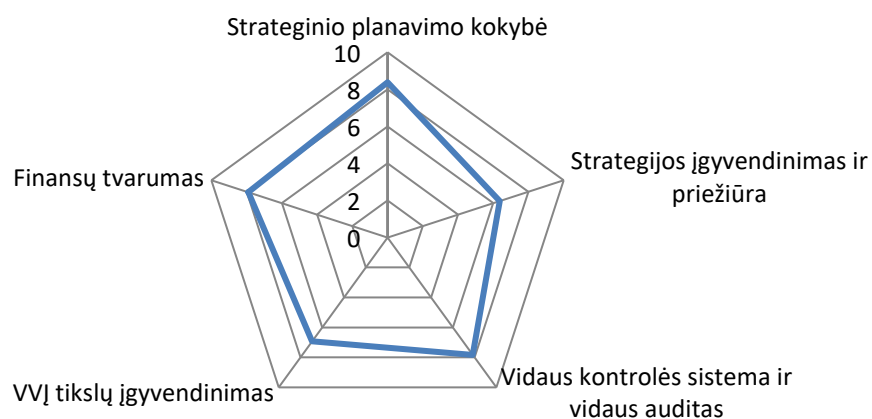 Strateginio planavimo kokybė
10
8
6
4
2
0
Strategijos įgyvendinimas ir
priežiūra
Vidaus kontrolės sistema ir
vidaus auditas
VVĮ tikslų įgyvendinimas
Finansų tvarumas